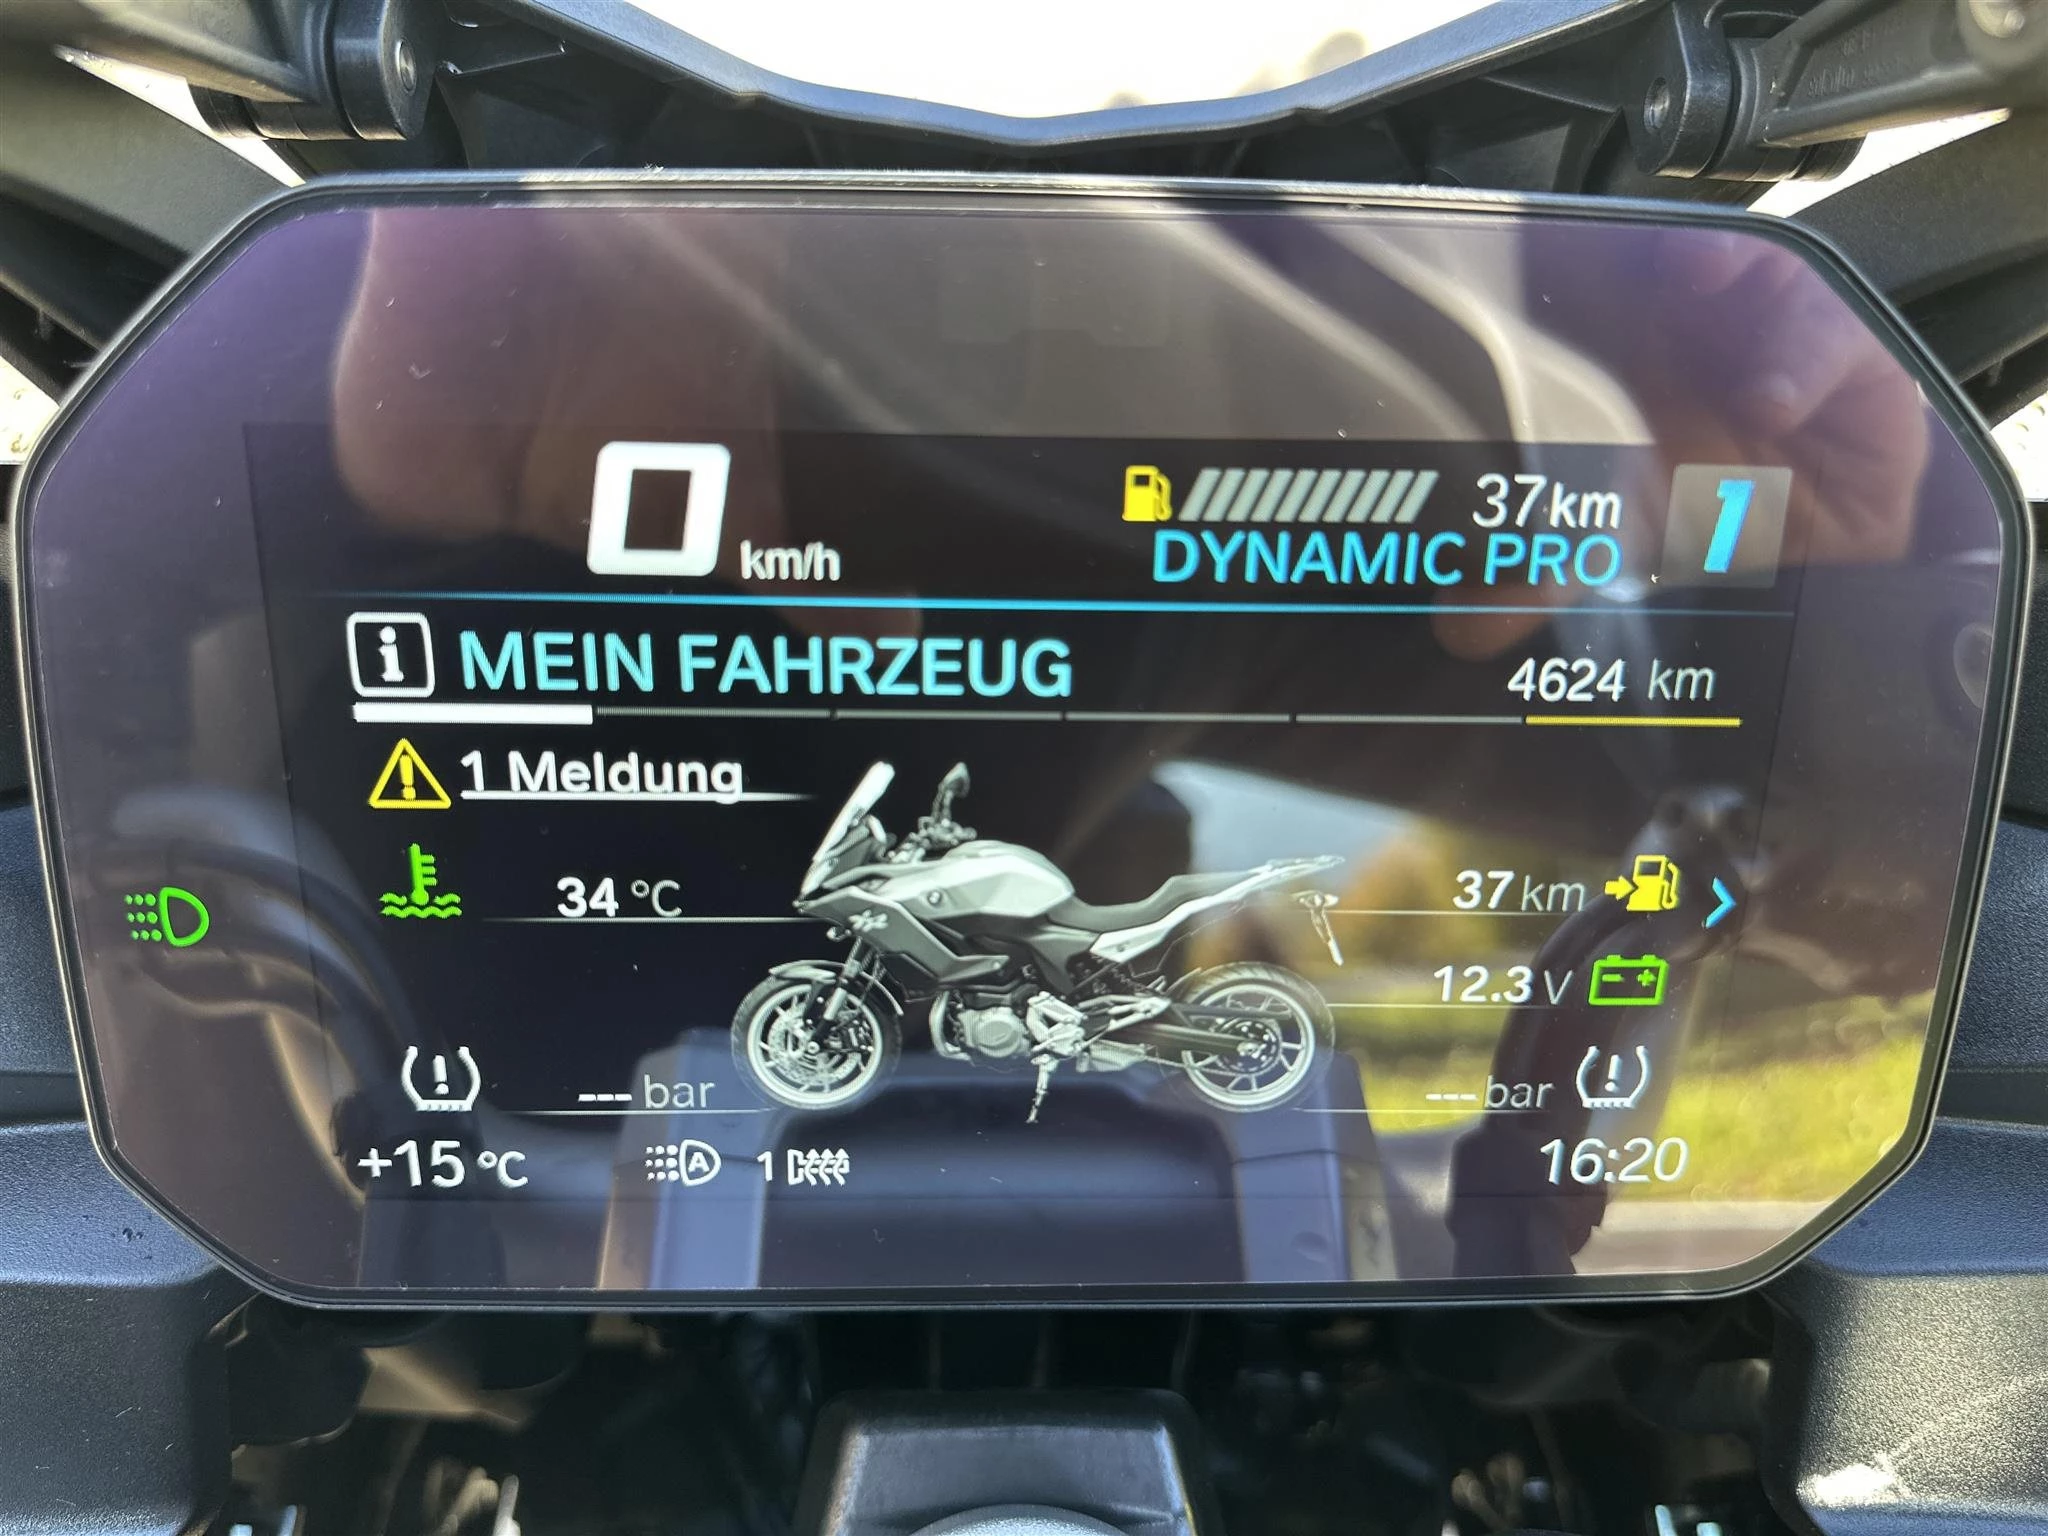 0 km/h
37 km
DYNAMIC PRO
1
i MEIN FAHRZEUG
4624 km
1 Meldung
34 °C
37 km
12.3 V
--- bar
--- bar
+15 °C
A
1
16:20